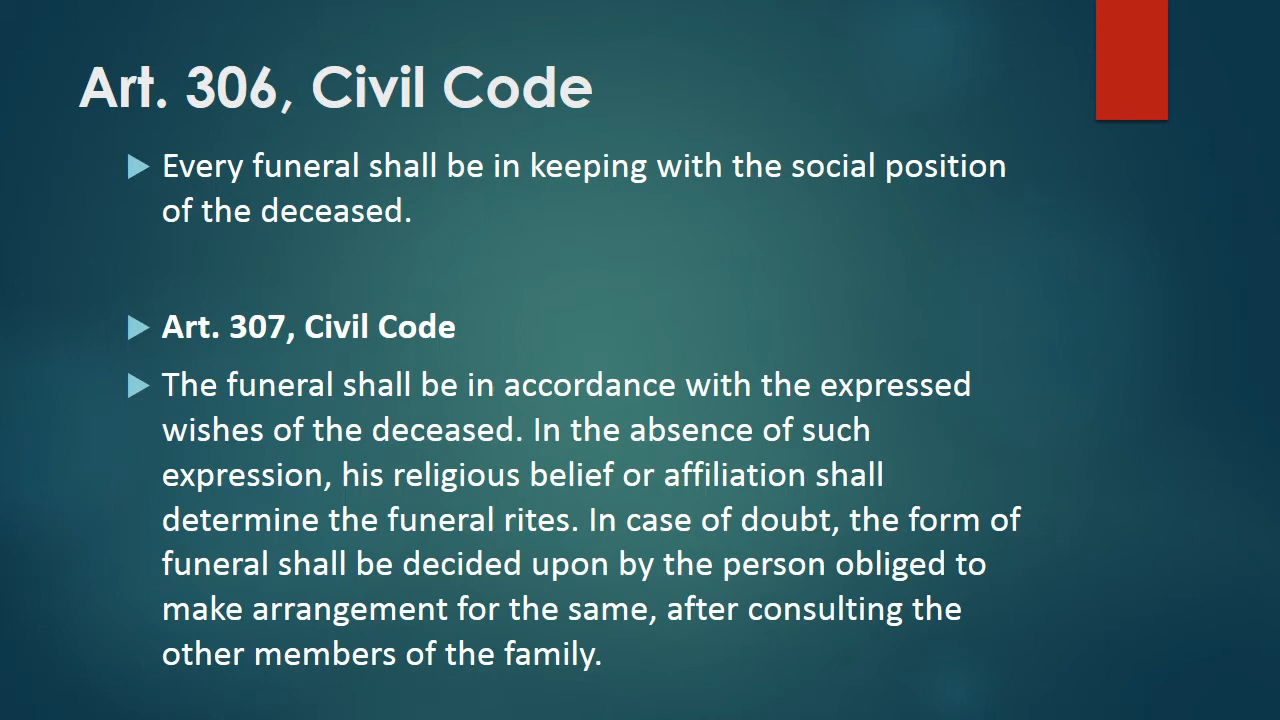 Art. 306, Civil Code
Every funeral shall be in keeping with the social position
of the deceased.
Art. 307, Civil Code
The funeral shall be in accordance with the expressed
wishes of the deceased. In the absence of such
expression, his religious belief or affiliation shall
determine the funeral rites. In case of doubt, the form of
funeral shall be decided upon by the person obliged to
make arrangement for the same, after consulting the
other members of the family.